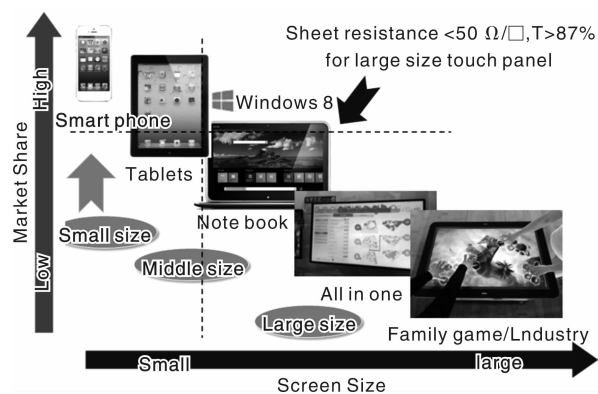 Sheet resistance <50 Ω/□,T>87%
for large size touch panel
High
Market Share
Low
Smart phone
Windows 8
Tablets
Note book
Small size
Middle size
All in one
Large size
Family game/Lndustry
Small
large
Screen Size